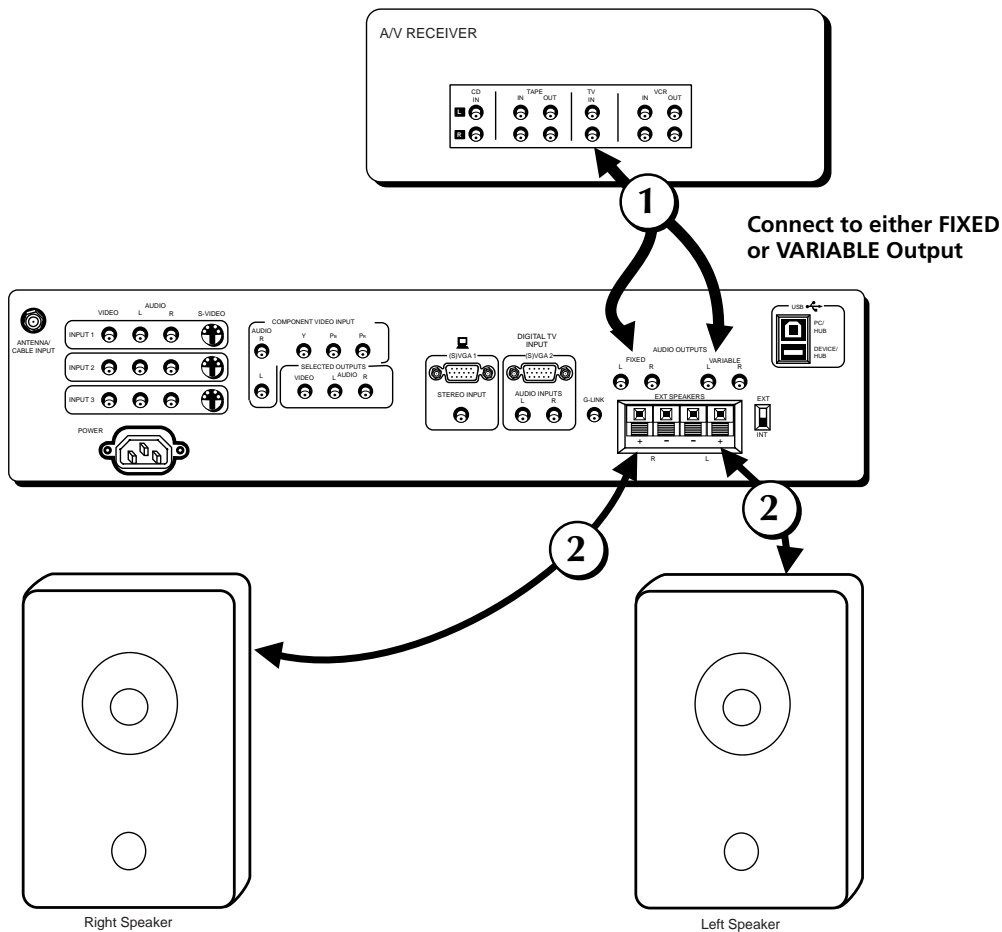 A/V RECEIVER
CD
IN
TAPE
IN OUT
TV
IN
VCR
IN OUT
L
R
1
Connect to either FIXED
or VARIABLE Output
ANTENNA/
CABLE INPUT
AUDIO
VIDEO L R S-VIDEO
INPUT 1
INPUT 2
INPUT 3
POWER
COMPONENT VIDEO INPUT
AUDIO
R
Y PB PR
L
SELECTED OUTPUTS
VIDEO L AUDIO R
(S)VGA 1
STEREO INPUT
DIGITAL TV
INPUT
(S)VGA 2
AUDIO INPUTS
L R
G-LINK
AUDIO OUTPUTS
FIXED
L R
VARIABLE
L R
EXT SPEAKERS
+ – – +
R L
EXT
INT
USB
PC/
HUB
DEVICE/
HUB
2
2
Right Speaker
Left Speaker